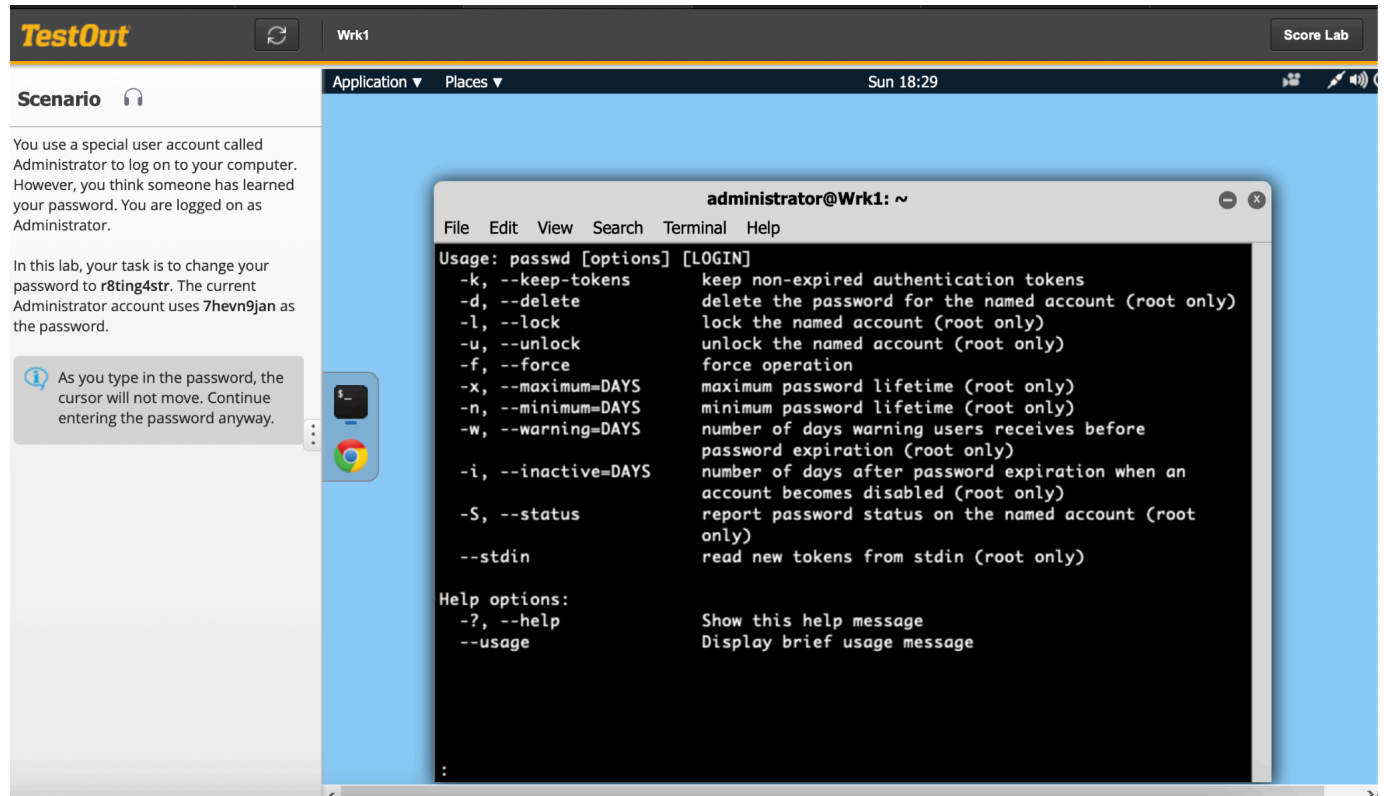 TestOut
Wrk1
Score Lab
Scenario
You use a special user account called
Administrator to log on to your computer.
However, you think someone has learned
your password. You are logged on as
Administrator.
In this lab, your task is to change your
password to r8ting4str. The current
Administrator account uses 7hevn9jan as
the password.
As you type in the password, the
cursor will not move. Continue
entering the password anyway.
Application ▼ Places ▼ Sun 18:29
administrator@Wrk1: ~
File Edit View Search Terminal Help
Usage: passwd [options] [LOGIN]
-k, --keep-tokens keep non-expired authentication tokens
-d, --delete delete the password for the named account (root only)
-l, --lock lock the named account (root only)
-u, --unlock unlock the named account (root only)
-f, --force force operation
-x, --maximum=DAYS maximum password lifetime (root only)
-n, --minimum=DAYS minimum password lifetime (root only)
-w, --warning=DAYS number of days warning users receives before
password expiration (root only)
-i, --inactive=DAYS number of days after password expiration when an
account becomes disabled (root only)
-S, --status report password status on the named account (root
only)
--stdin read new tokens from stdin (root only)
Help options:
-?, --help Show this help message
--usage Display brief usage message
:
$_